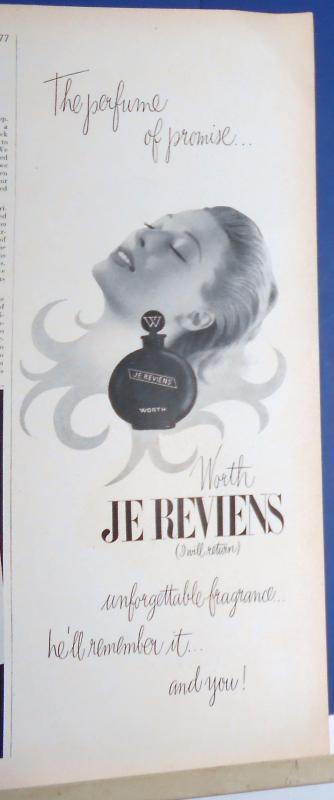 77
The perfume
of promise...
W
JE REVIENS
WORTH
Worth
JE REVIENS
(I will return)
unforgettable fragrance...
he'll remember it...
and you!